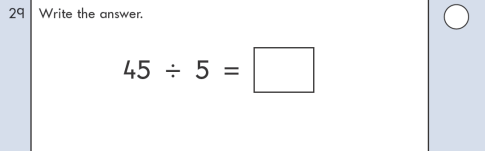 29
Write the answer.
45 ÷ 5 =